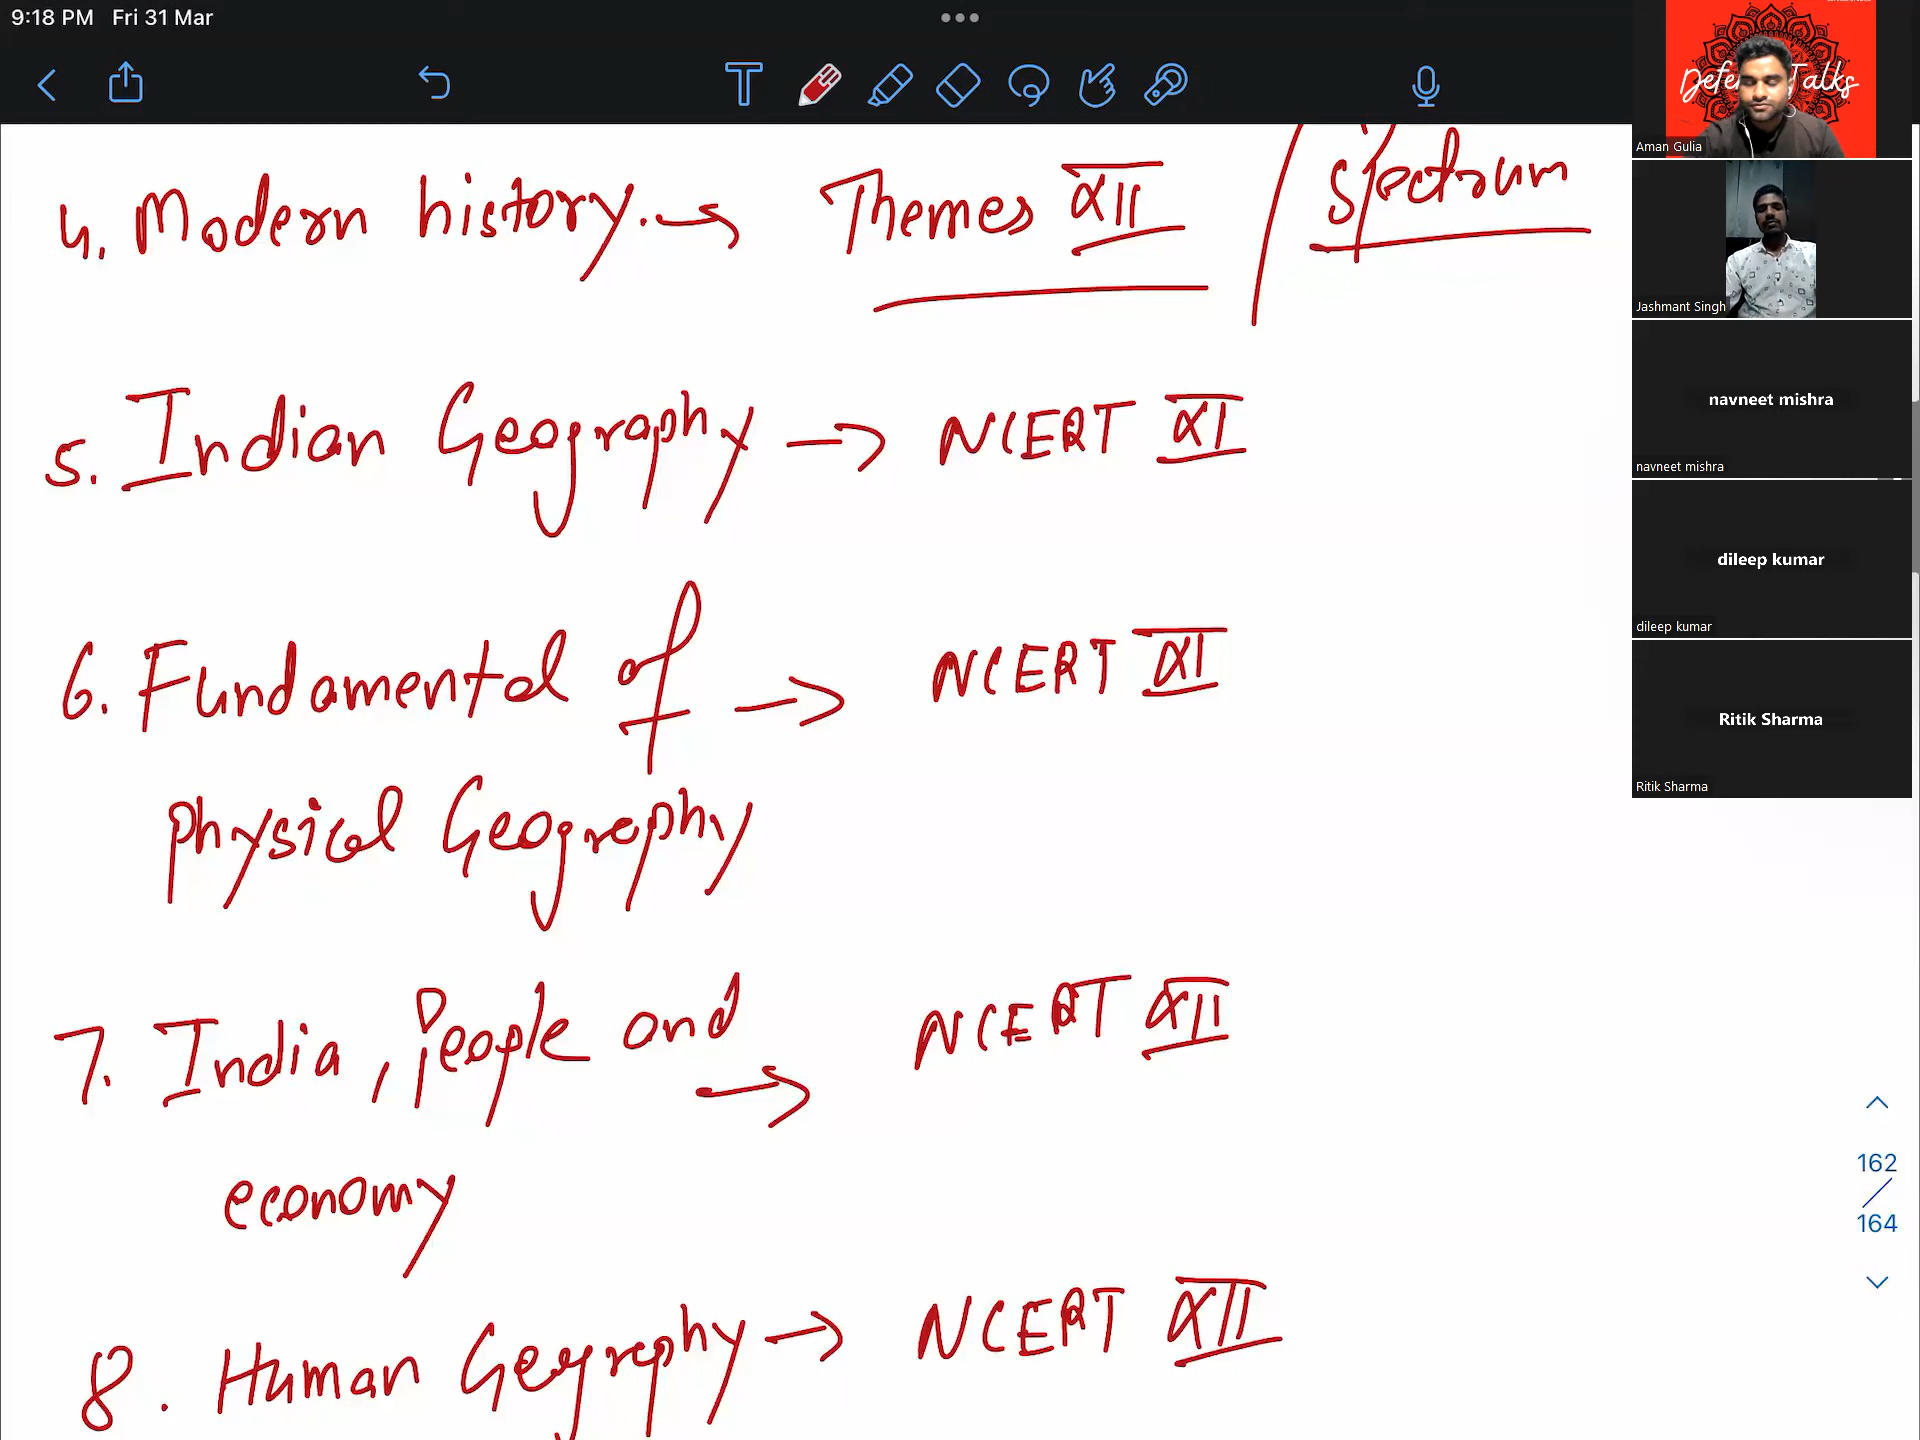 9:18 PM Fri 31 Mar
4. Modern history. → Themes XII / Spectrum
5. Indian Geography → NCERT XI
6. Fundamental of → NCERT XI
Physical Geography
7. India, People and → NCERT XII
economy
8. Human Geography → NCERT XII
Talks
Aman Gulia
Jashmant Singh
navneet mishra
navneet mishra
dileep kumar
dileep kumar
Ritik Sharma
Ritik Sharma
162
164